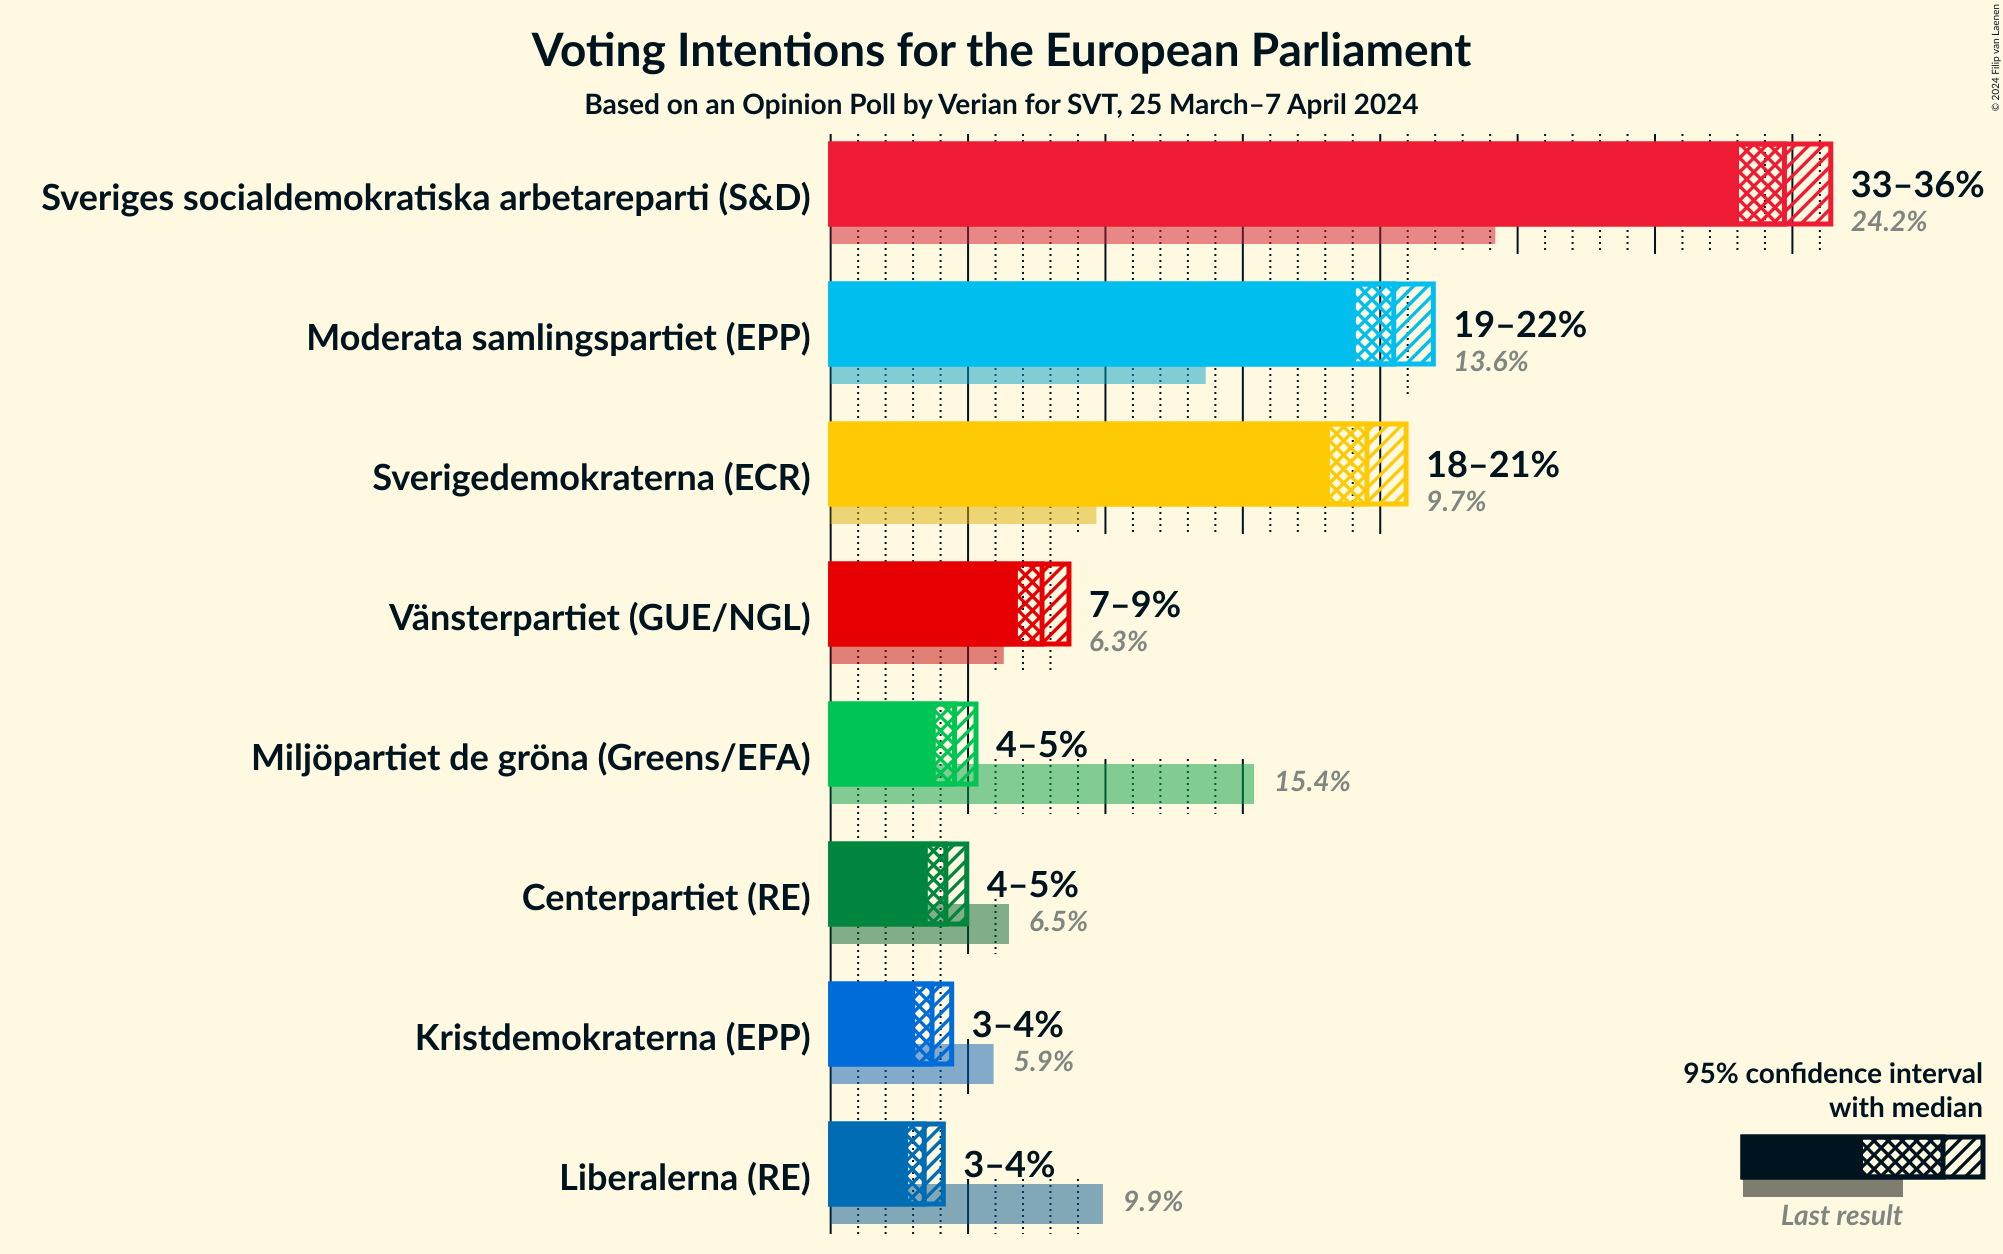 Voting Intentions for the European Parliament
Based on an Opinion Poll by Verian for SVT, 25 March–7 April 2024
© 2024 Filip van Laenen
Sveriges socialdemokratiska arbetareparti (S&D)
33–36%
24.2%
Moderata samlingspartiet (EPP)
19–22%
13.6%
Sverigedemokraterna (ECR)
18–21%
9.7%
Vänsterpartiet (GUE/NGL)
7–9%
6.3%
Miljöpartiet de gröna (Greens/EFA)
4–5%
15.4%
Centerpartiet (RE)
4–5%
6.5%
Kristdemokraterna (EPP)
3–4%
5.9%
Liberalerna (RE)
3–4%
9.9%
95% confidence interval
with median
Last result